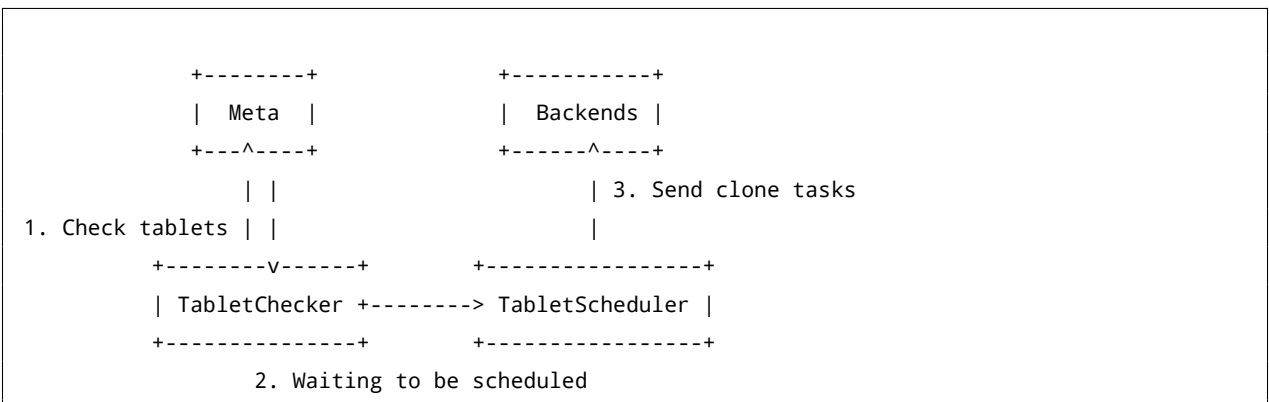 +--------+              +-----------+
|  Meta  |              |  Backends |
+---^----+              +------^----+
| |                        | 3. Send clone tasks
1. Check tablets | |                        |
+--------v------+        +-----------------+
| TabletChecker +--------> TabletScheduler |
+---------------+        +-----------------+
2. Waiting to be scheduled